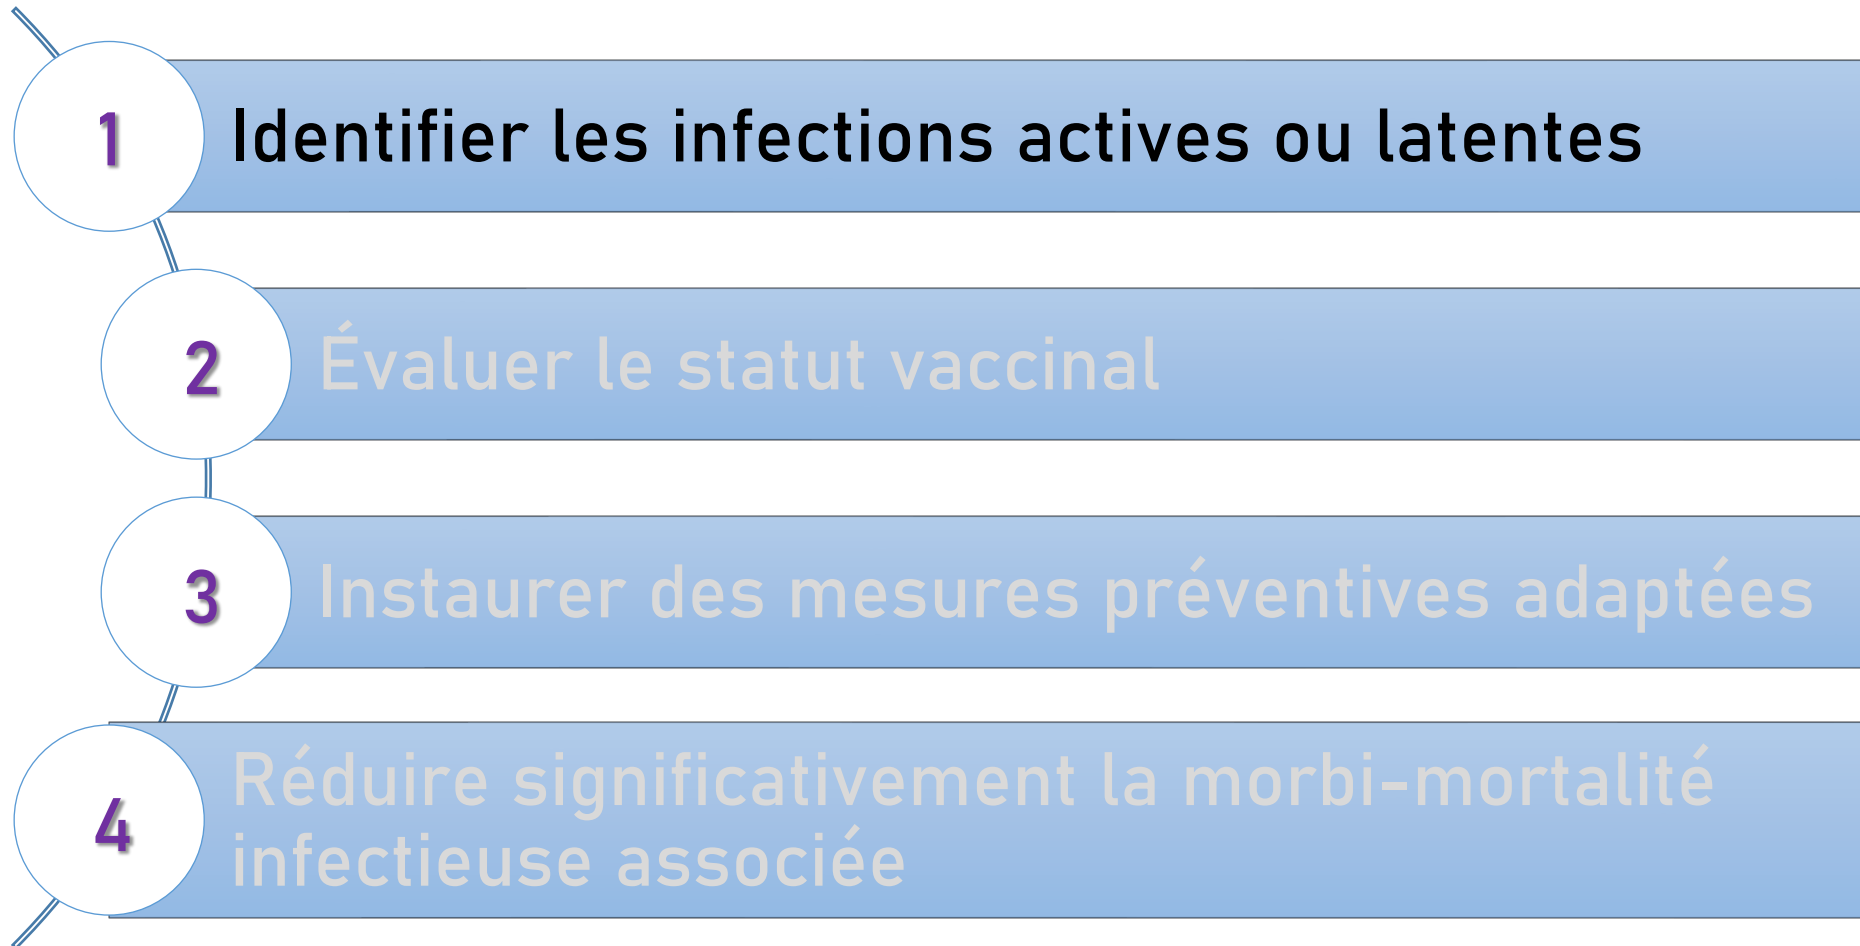 1
Identifier les infections actives ou latentes
2
Évaluer le statut vaccinal
3
Instaurer des mesures préventives adaptées
4
Réduire significativement la morbi-mortalité
infectieuse associée